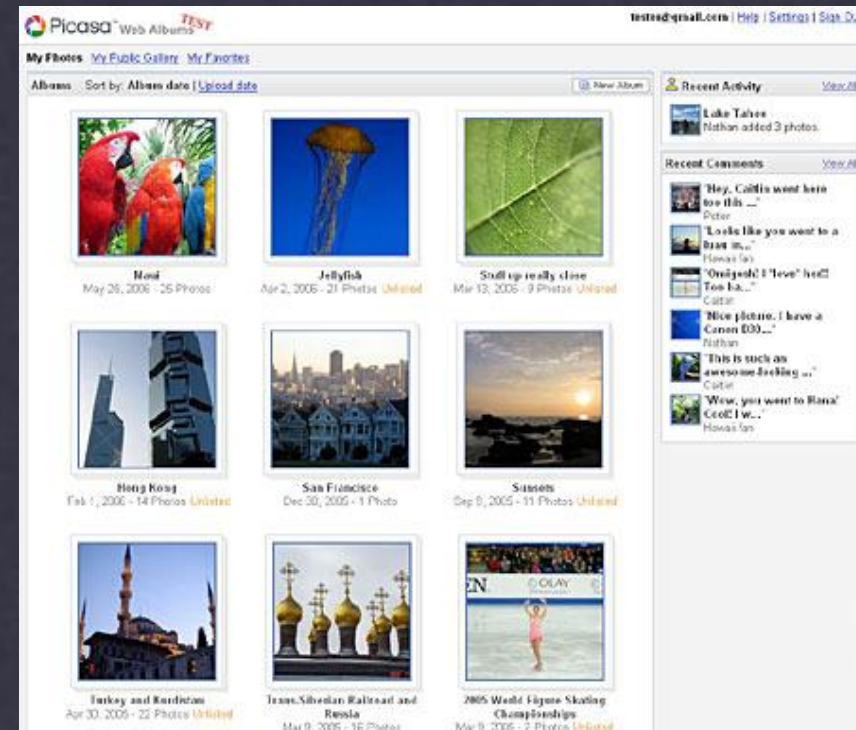 Picasa™ Web Albums TEST
tester@gmail.com | Help | Settings | Sign Ou
My Photos My Public Gallery My Favorites
Albums Sort by: Album date | Upload date
New Album
Maui
May 26, 2006 - 25 Photos
Jellyfish
Apr 2, 2006 - 21 Photos Unlisted
Stuff up really close
Mar 13, 2006 - 9 Photos Unlisted
Hong Kong
Feb 1, 2006 - 14 Photos Unlisted
San Francisco
Dec 30, 2005 - 1 Photo
Sunsets
Sep 9, 2005 - 11 Photos Unlisted
EN
OLAY
Turkey and Kurdistan
Apr 30, 2005 - 22 Photos Unlisted
Trans-Siberian Railroad and
Russia
Mar 9, 2005 - 16 Photos
2005 World Figure Skating
Championships
Mar 9, 2005 - 2 Photos Unlisted
Recent Activity View All
Lake Tahoe
Nathan added 3 photos.
Recent Comments View All
"Hey, Caitlin went here
too this ..."
Peter
"Looks like you went to a
luau in..."
Hawaii fan
"Omigosh! I *love* her!!
Too ba..."
Caitlin
"Nice picture. I have a
Canon D30..."
Nathan
"This is such an
awesome-looking ..."
Caitlin
"Wow, you went to Hana?
Cool! I w..."
Hawaii fan